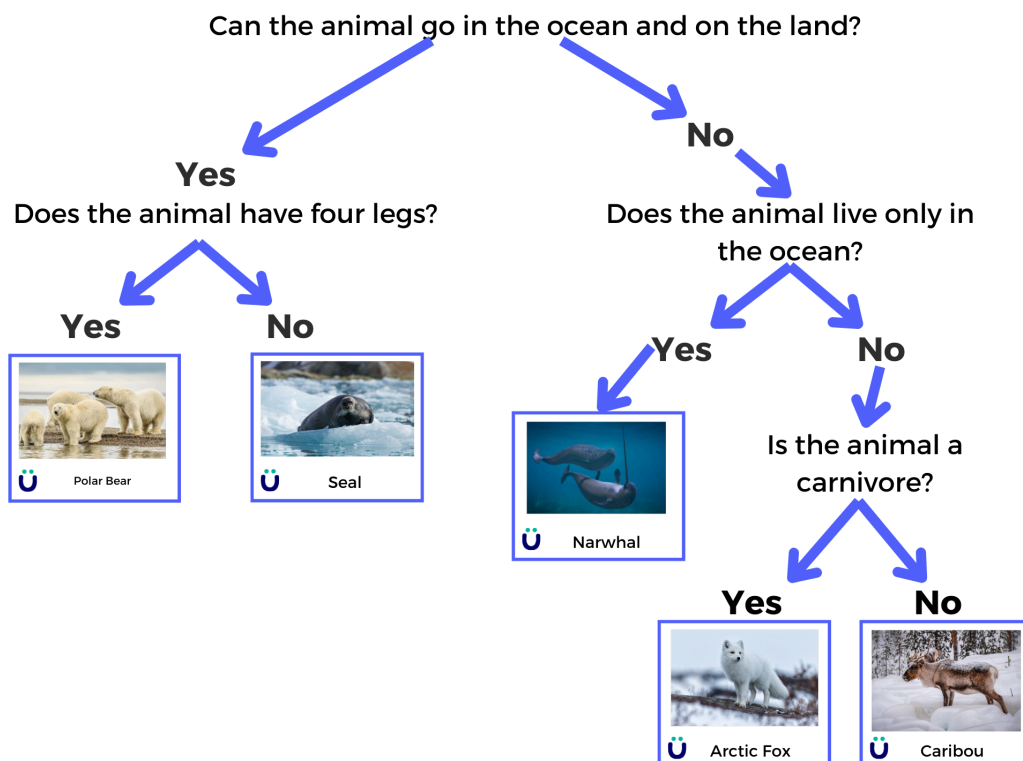 Can the animal go in the ocean and on the land?
No
Yes
Does the animal have four legs?
Does the animal live only in
the ocean?
Yes
No
Yes
No
Polar Bear
Seal
Is the animal a
carnivore?
Narwhal
Yes
No
Arctic Fox
Caribou